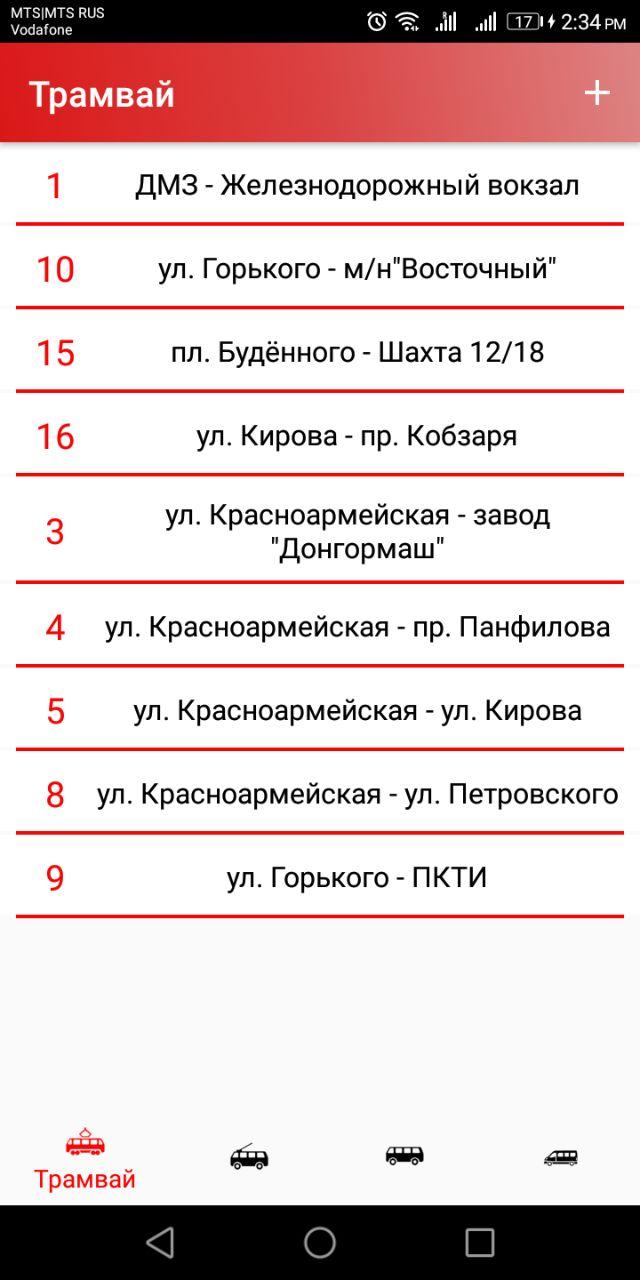 MTS|MTS RUS
Vodafone
17
2:34 PM
Трамвай
+
1 ДМЗ - Железнодорожный вокзал
10 ул. Горького - м/н"Восточный"
15 пл. Будённого - Шахта 12/18
16 ул. Кирова - пр. Кобзаря
3 ул. Красноармейская - завод
"Донгормаш"
4 ул. Красноармейская - пр. Панфилова
5 ул. Красноармейская - ул. Кирова
8 ул. Красноармейская - ул. Петровского
9 ул. Горького - ПКТИ
Трамвай